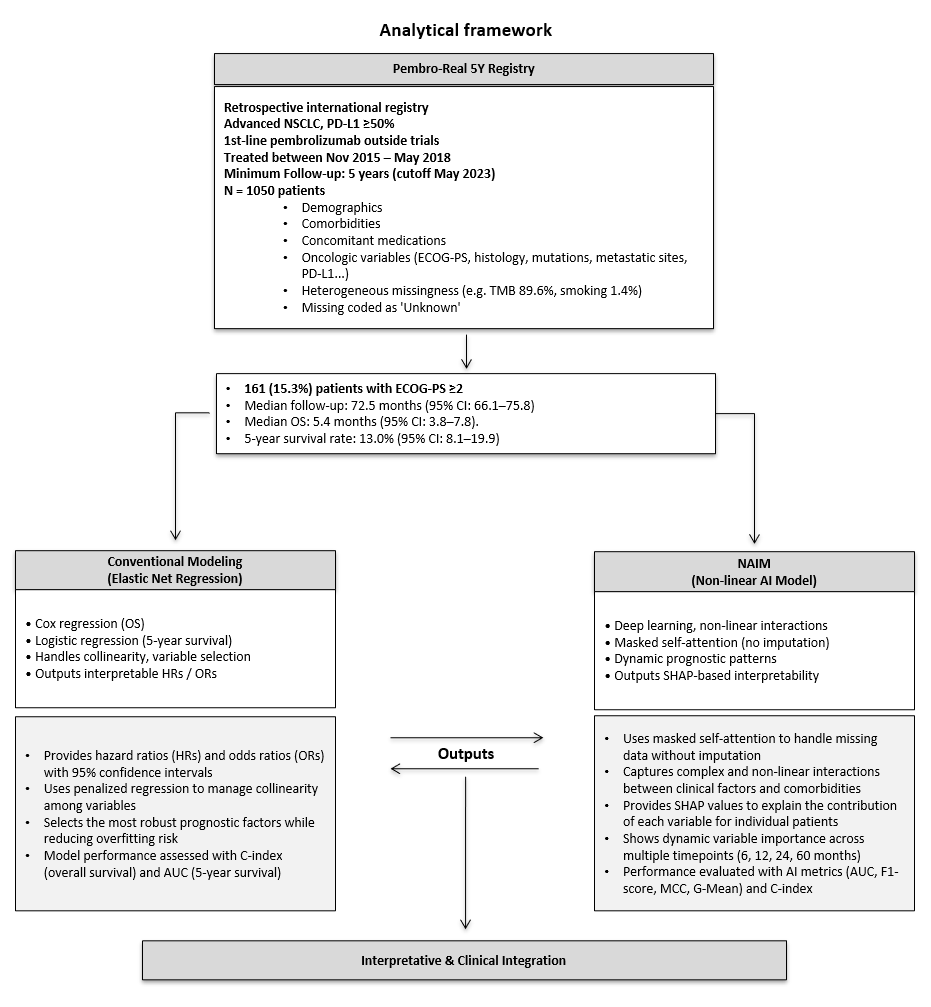 Analytical framework
Pembro-Real 5Y Registry
Retrospective international registry
Advanced NSCLC, PD-L1 ≥50%
1st-line pembrolizumab outside trials
Treated between Nov 2015 – May 2018
Minimum Follow-up: 5 years (cutoff May 2023)
N = 1050 patients
• Demographics
• Comorbidities
• Concomitant medications
• Oncologic variables (ECOG-PS, histology, mutations, metastatic sites,
PD-L1...)
• Heterogeneous missingness (e.g. TMB 89.6%, smoking 1.4%)
• Missing coded as 'Unknown'
• 161 (15.3%) patients with ECOG-PS ≥2
• Median follow-up: 72.5 months (95% CI: 66.1–75.8)
• Median OS: 5.4 months (95% CI: 3.8–7.8).
• 5-year survival rate: 13.0% (95% CI: 8.1–19.9)
Conventional Modeling
(Elastic Net Regression)
• Cox regression (OS)
• Logistic regression (5-year survival)
• Handles collinearity, variable selection
• Outputs interpretable HRs / ORs
• Provides hazard ratios (HRs) and odds ratios (ORs)
with 95% confidence intervals
• Uses penalized regression to manage collinearity
among variables
• Selects the most robust prognostic factors while
reducing overfitting risk
• Model performance assessed with C-index
(overall survival) and AUC (5-year survival)
Outputs
NAIM
(Non-linear AI Model)
• Deep learning, non-linear interactions
• Masked self-attention (no imputation)
• Dynamic prognostic patterns
• Outputs SHAP-based interpretability
• Uses masked self-attention to handle missing
data without imputation
• Captures complex and non-linear interactions
between clinical factors and comorbidities
• Provides SHAP values to explain the contribution
of each variable for individual patients
• Shows dynamic variable importance across
multiple timepoints (6, 12, 24, 60 months)
• Performance evaluated with AI metrics (AUC, F1-
score, MCC, G-Mean) and C-index
Interpretative & Clinical Integration